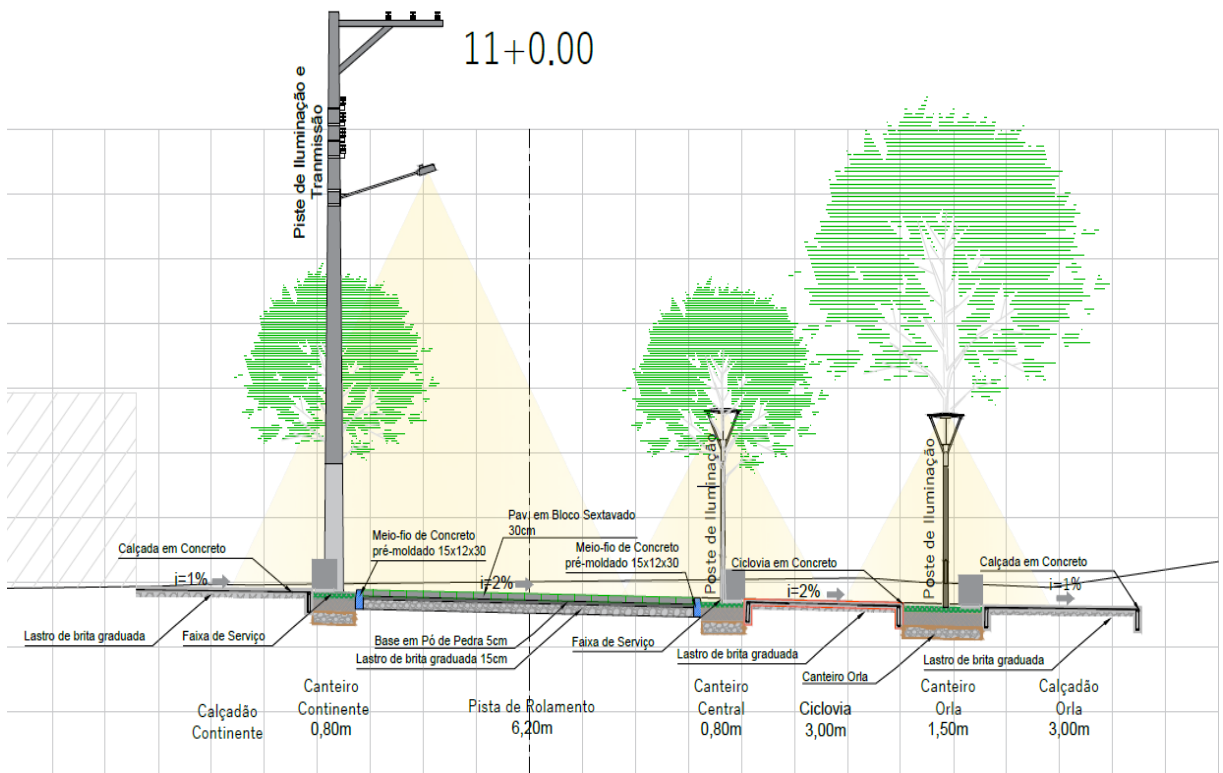 11+0.00
Piste de Iluminação e
Tranmissão
Poste de Iluminação
Poste de Iluminação
Pav. em Bloco Sextavado
30cm
Meio-fio de Concreto
pré-moldado 15x12x30
Meio-fio de Concreto
pré-moldado 15x12x30
Calçada em Concreto
Ciclovia em Concreto
Calçada em Concreto
i=1%
i=2%
i=2%
i=1%
Lastro de brita graduada
Faixa de Serviço
Base em Pó de Pedra 5cm
Lastro de brita graduada 15cm
Faixa de Serviço
Lastro de brita graduada
Canteiro Orla
Lastro de brita graduada
Calçadão
Continente
Canteiro
Continente
0,80m
Pista de Rolamento
6,20m
Canteiro
Central
0,80m
Ciclovia
3,00m
Canteiro
Orla
1,50m
Calçadão
Orla
3,00m